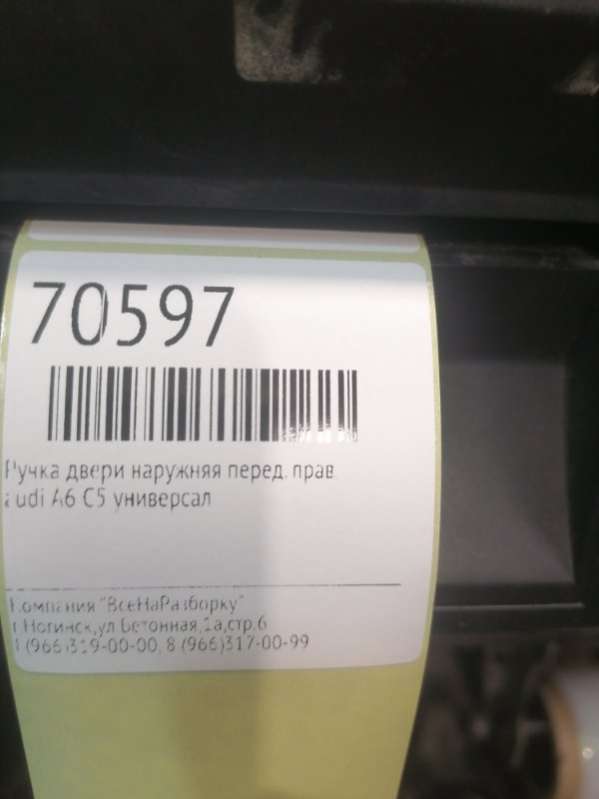 70597
Ручка двери наружняя перед. прав.
audi A6 C5 универсал
Компания "ВсеНаРазборку"
г.Ногинск,ул Бетонная,1а,стр.6
8 (966)319-00-00, 8 (966)317-00-99